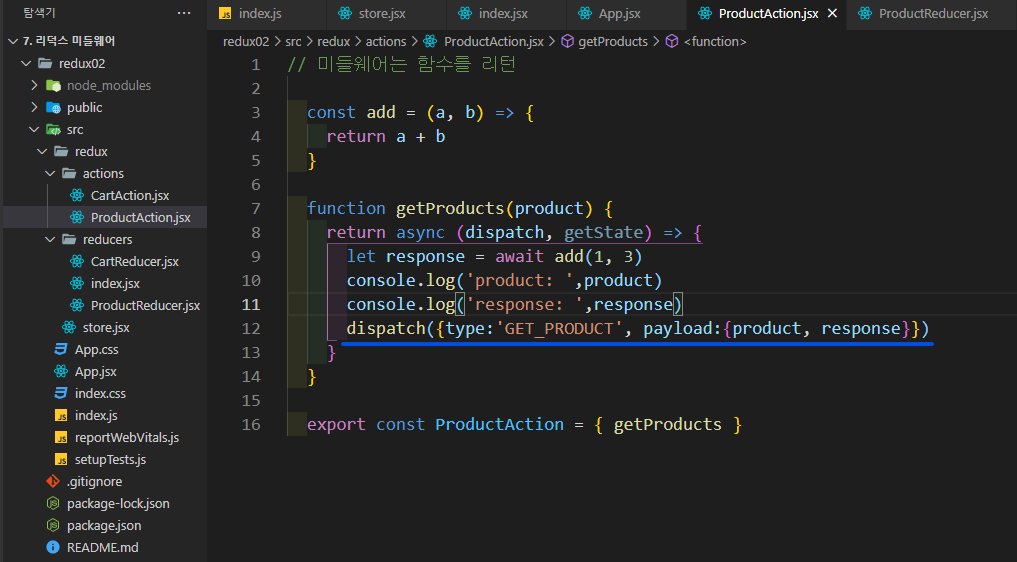 탐색기 ···
7. 리덕스 미들웨어
redux02
node_modules
public
src
redux
actions
CartAction.jsx
ProductAction.jsx
reducers
CartReducer.jsx
index.jsx
ProductReducer.jsx
store.jsx
App.css
App.jsx
index.css
index.js
reportWebVitals.js
setupTests.js
.gitignore
package-lock.json
package.json
README.md
index.js store.jsx index.jsx App.jsx ProductAction.jsx × ProductReducer.jsx
redux02 > src > redux > actions > ProductAction.jsx > getProducts > <function>
1 // 미들웨어는 함수를 리턴
2
3 const add = (a, b) => {
4 return a + b
5 }
6
7 function getProducts(product) {
8 return async (dispatch, getState) => {
9 let response = await add(1, 3)
10 console.log('product: ',product)
11 console.log('response: ',response)
12 dispatch({type:'GET_PRODUCT', payload:{product, response}})
13 }
14 }
15
16 export const ProductAction = { getProducts }